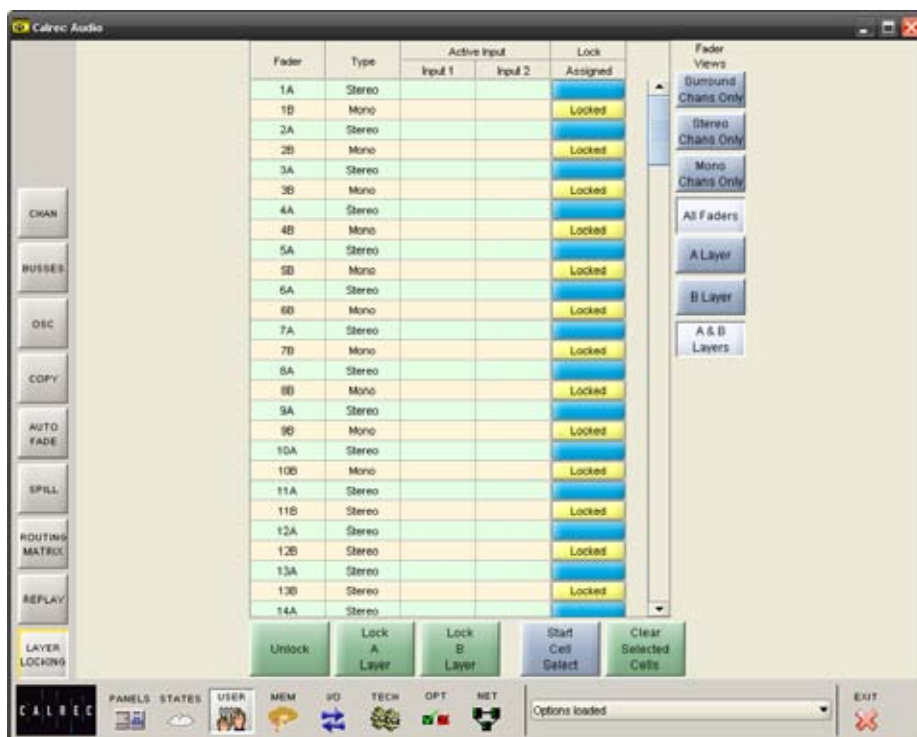 Calrec Audio
Fader Type Active Input Lock Fader Views
Input 1 Input 2 Assigned
1A Stereo
1B Mono Locked
2A Stereo
2B Mono Locked
3A Stereo
3B Mono Locked
4A Stereo
4B Mono Locked
5A Stereo
5B Mono Locked
6A Stereo
6B Mono Locked
7A Stereo
7B Mono Locked
8A Stereo
8B Mono Locked
9A Stereo
9B Mono Locked
10A Stereo
10B Mono Locked
11A Stereo
11B Stereo Locked
12A Stereo
12B Stereo Locked
13A Stereo
13B Stereo Locked
14A Stereo
Surround Chans Only
Stereo Chans Only
Mono Chans Only
All Faders
A Layer
B Layer
A & B Layers
CHAN
BUSSES
OSC
COPY
AUTO FADE
SPILL
ROUTING MATRIX
REPLAY
LAYER LOCKING
Unlock
Lock A Layer
Lock B Layer
Start Cell Select
Clear Selected Cells
CALREC
PANELS STATES USER MEM I/O TECH OPT NET
Options loaded
EXIT